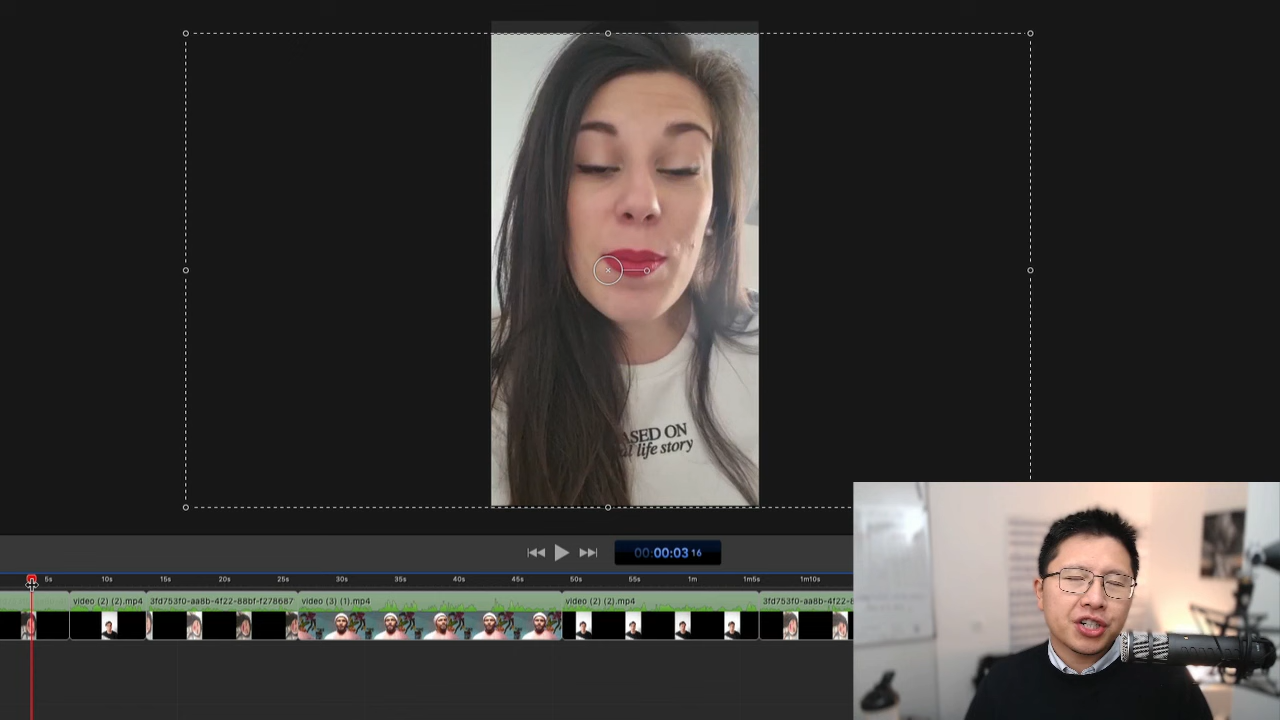 ASED ON
al life story
00:00:03 16
5s 10s 15s 20s 25s 30s 35s 40s 45s 50s 55s 1m 1m5s 1m10s
video (2) (2).mp4 3fd753f0-aa8b-4f22-88bf-f278687 video (3) (1).mp4 video (2) (2).mp4 3fd753f0-aa8b-4f22-8